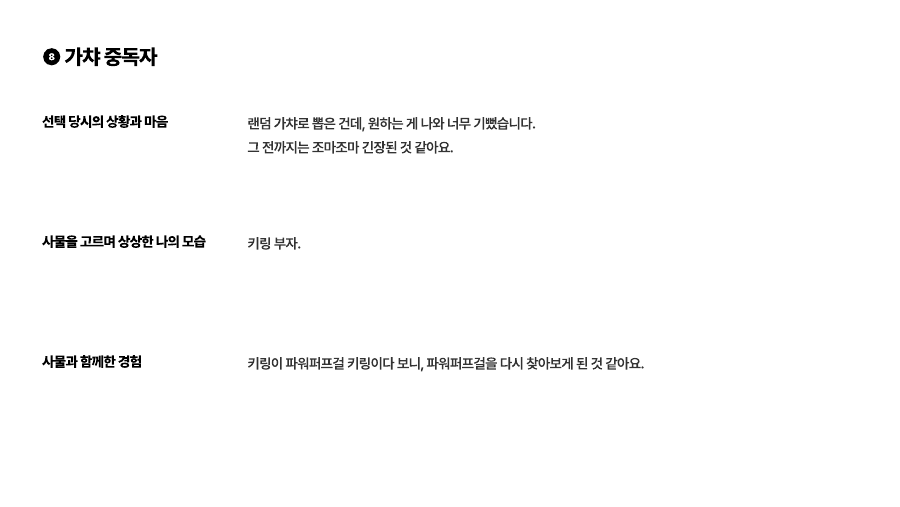 ❽ 가챠 중독자
선택 당시의 상황과 마음
랜덤 가챠로 뽑은 건데, 원하는 게 나와 너무 기뻤습니다.
그 전까지는 조마조마 긴장된 것 같아요.
사물을 고르며 상상한 나의 모습
키링 부자.
사물과 함께한 경험
키링이 파워퍼프걸 키링이다 보니, 파워퍼프걸을 다시 찾아보게 된 것 같아요.